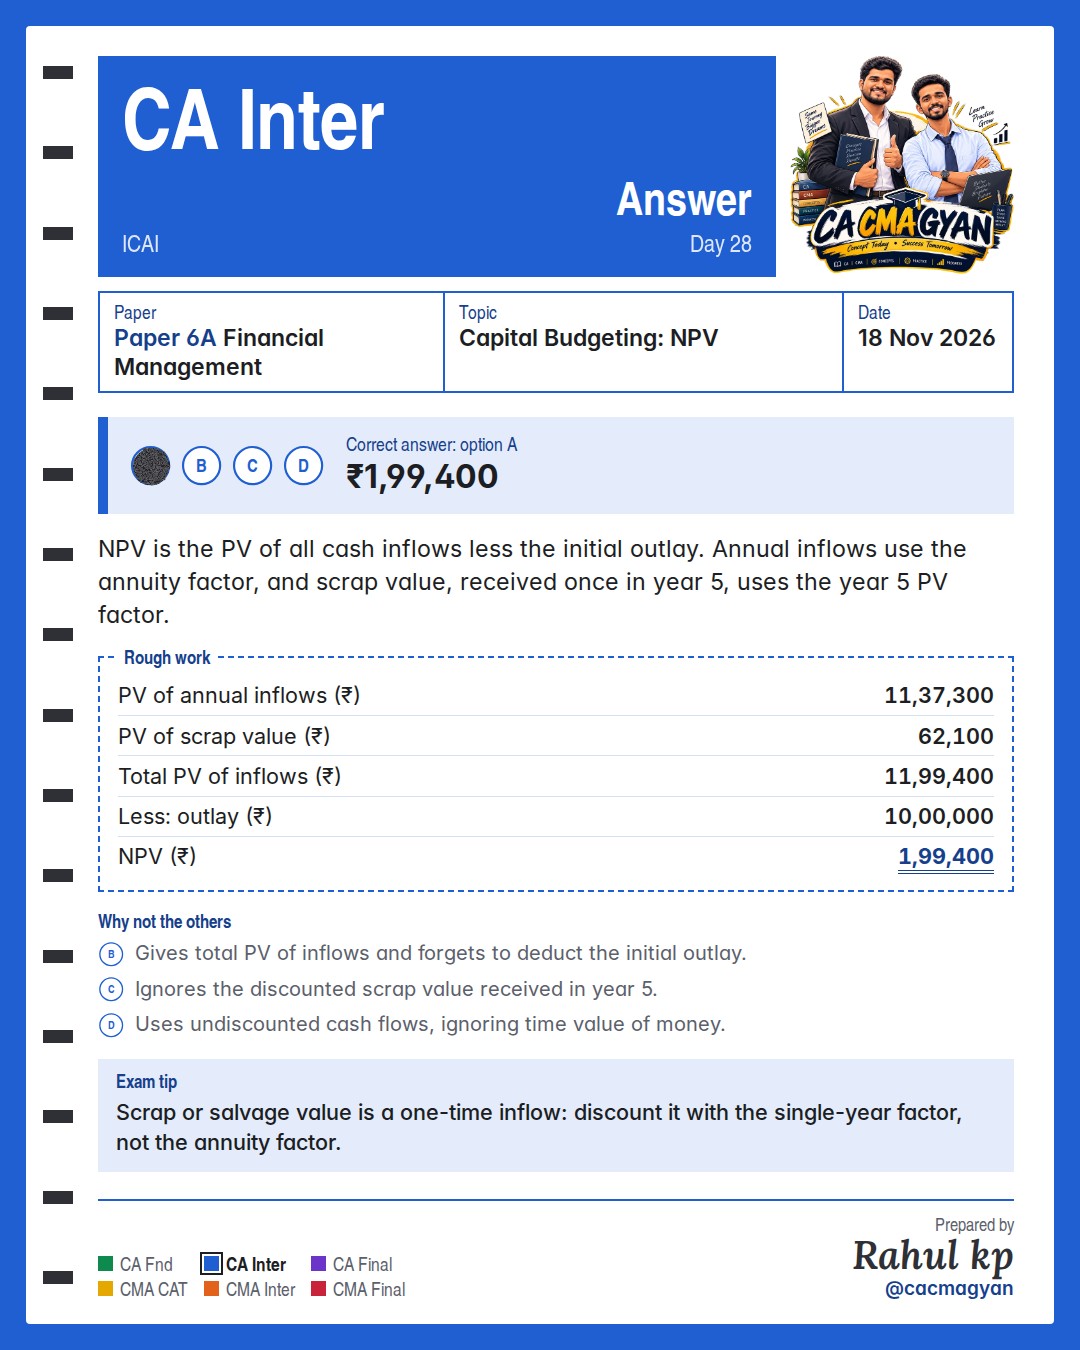 CA Inter
Answer
ICAI
Day 28
Learn
Practice
Grow
CA CMA GYAN
Concept Today • Success Tomorrow
Paper
Paper 6A Financial
Management
Topic
Capital Budgeting: NPV
Date
18 Nov 2026
B C D
Correct answer: option A
₹1,99,400
NPV is the PV of all cash inflows less the initial outlay. Annual inflows use the
annuity factor, and scrap value, received once in year 5, uses the year 5 PV
factor.
Rough work
PV of annual inflows (₹) 11,37,300
PV of scrap value (₹) 62,100
Total PV of inflows (₹) 11,99,400
Less: outlay (₹) 10,00,000
NPV (₹) 1,99,400
Why not the others
B Gives total PV of inflows and forgets to deduct the initial outlay.
C Ignores the discounted scrap value received in year 5.
D Uses undiscounted cash flows, ignoring time value of money.
Exam tip
Scrap or salvage value is a one-time inflow: discount it with the single-year factor,
not the annuity factor.
CA Fnd CA Inter CA Final
CMA CAT CMA Inter CMA Final
Prepared by
Rahul kp
@cacmagyan